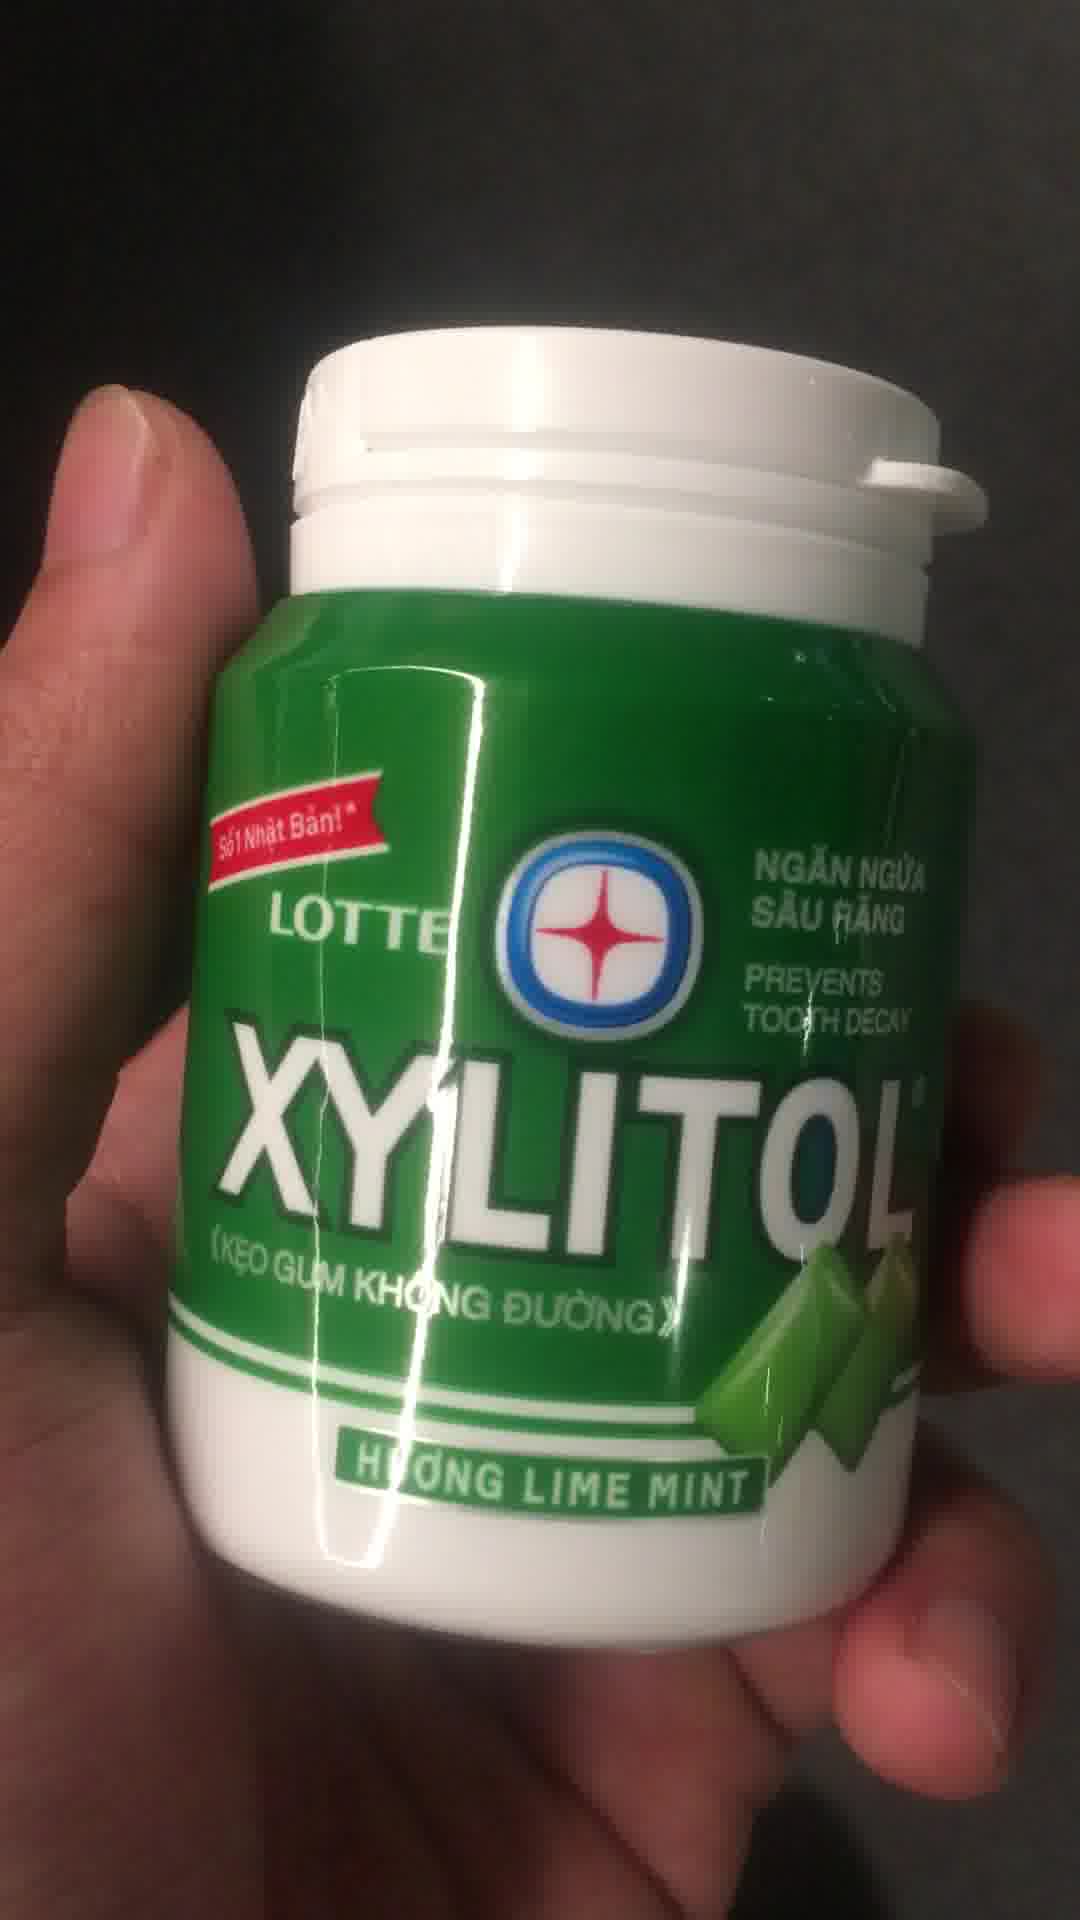 Số 1 Nhật Bản!*
LOTTE
NGĂN NGỪA
SÂU RĂNG
PREVENTS
TOOTH DECAY
XYLITOL
(KẸO GUM KHÔNG ĐƯỜNG)
HƯƠNG LIME MINT